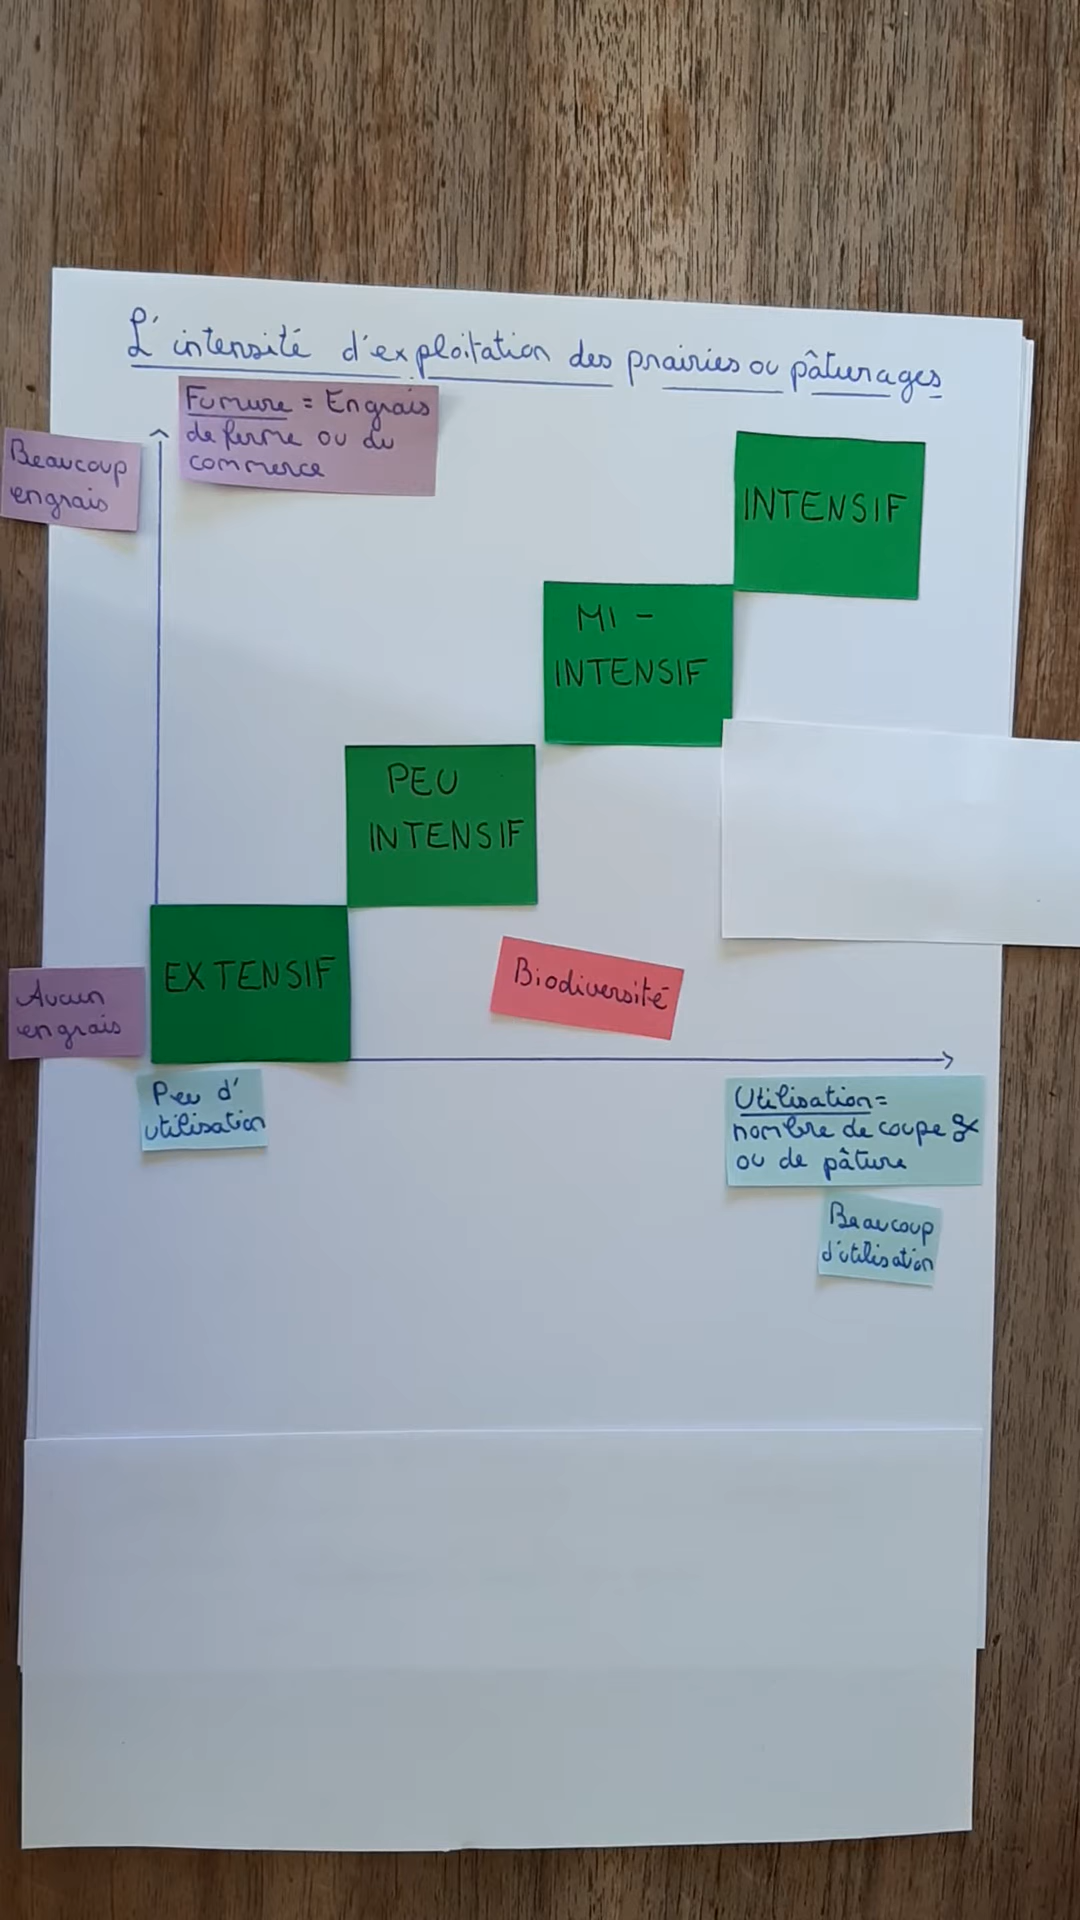 L'intensité d'exploitation des prairies ou pâturages
Fumure = Engrais
de ferme ou du
commerce
Beaucoup
engrais
INTENSIF
MI -
INTENSIF
PEU
INTENSIF
EXTENSIF
Biodiversité
Aucun
engrais
Peu d'
utilisation
Utilisation =
nombre de coupe
ou de pâture
Beaucoup
d'utilisation